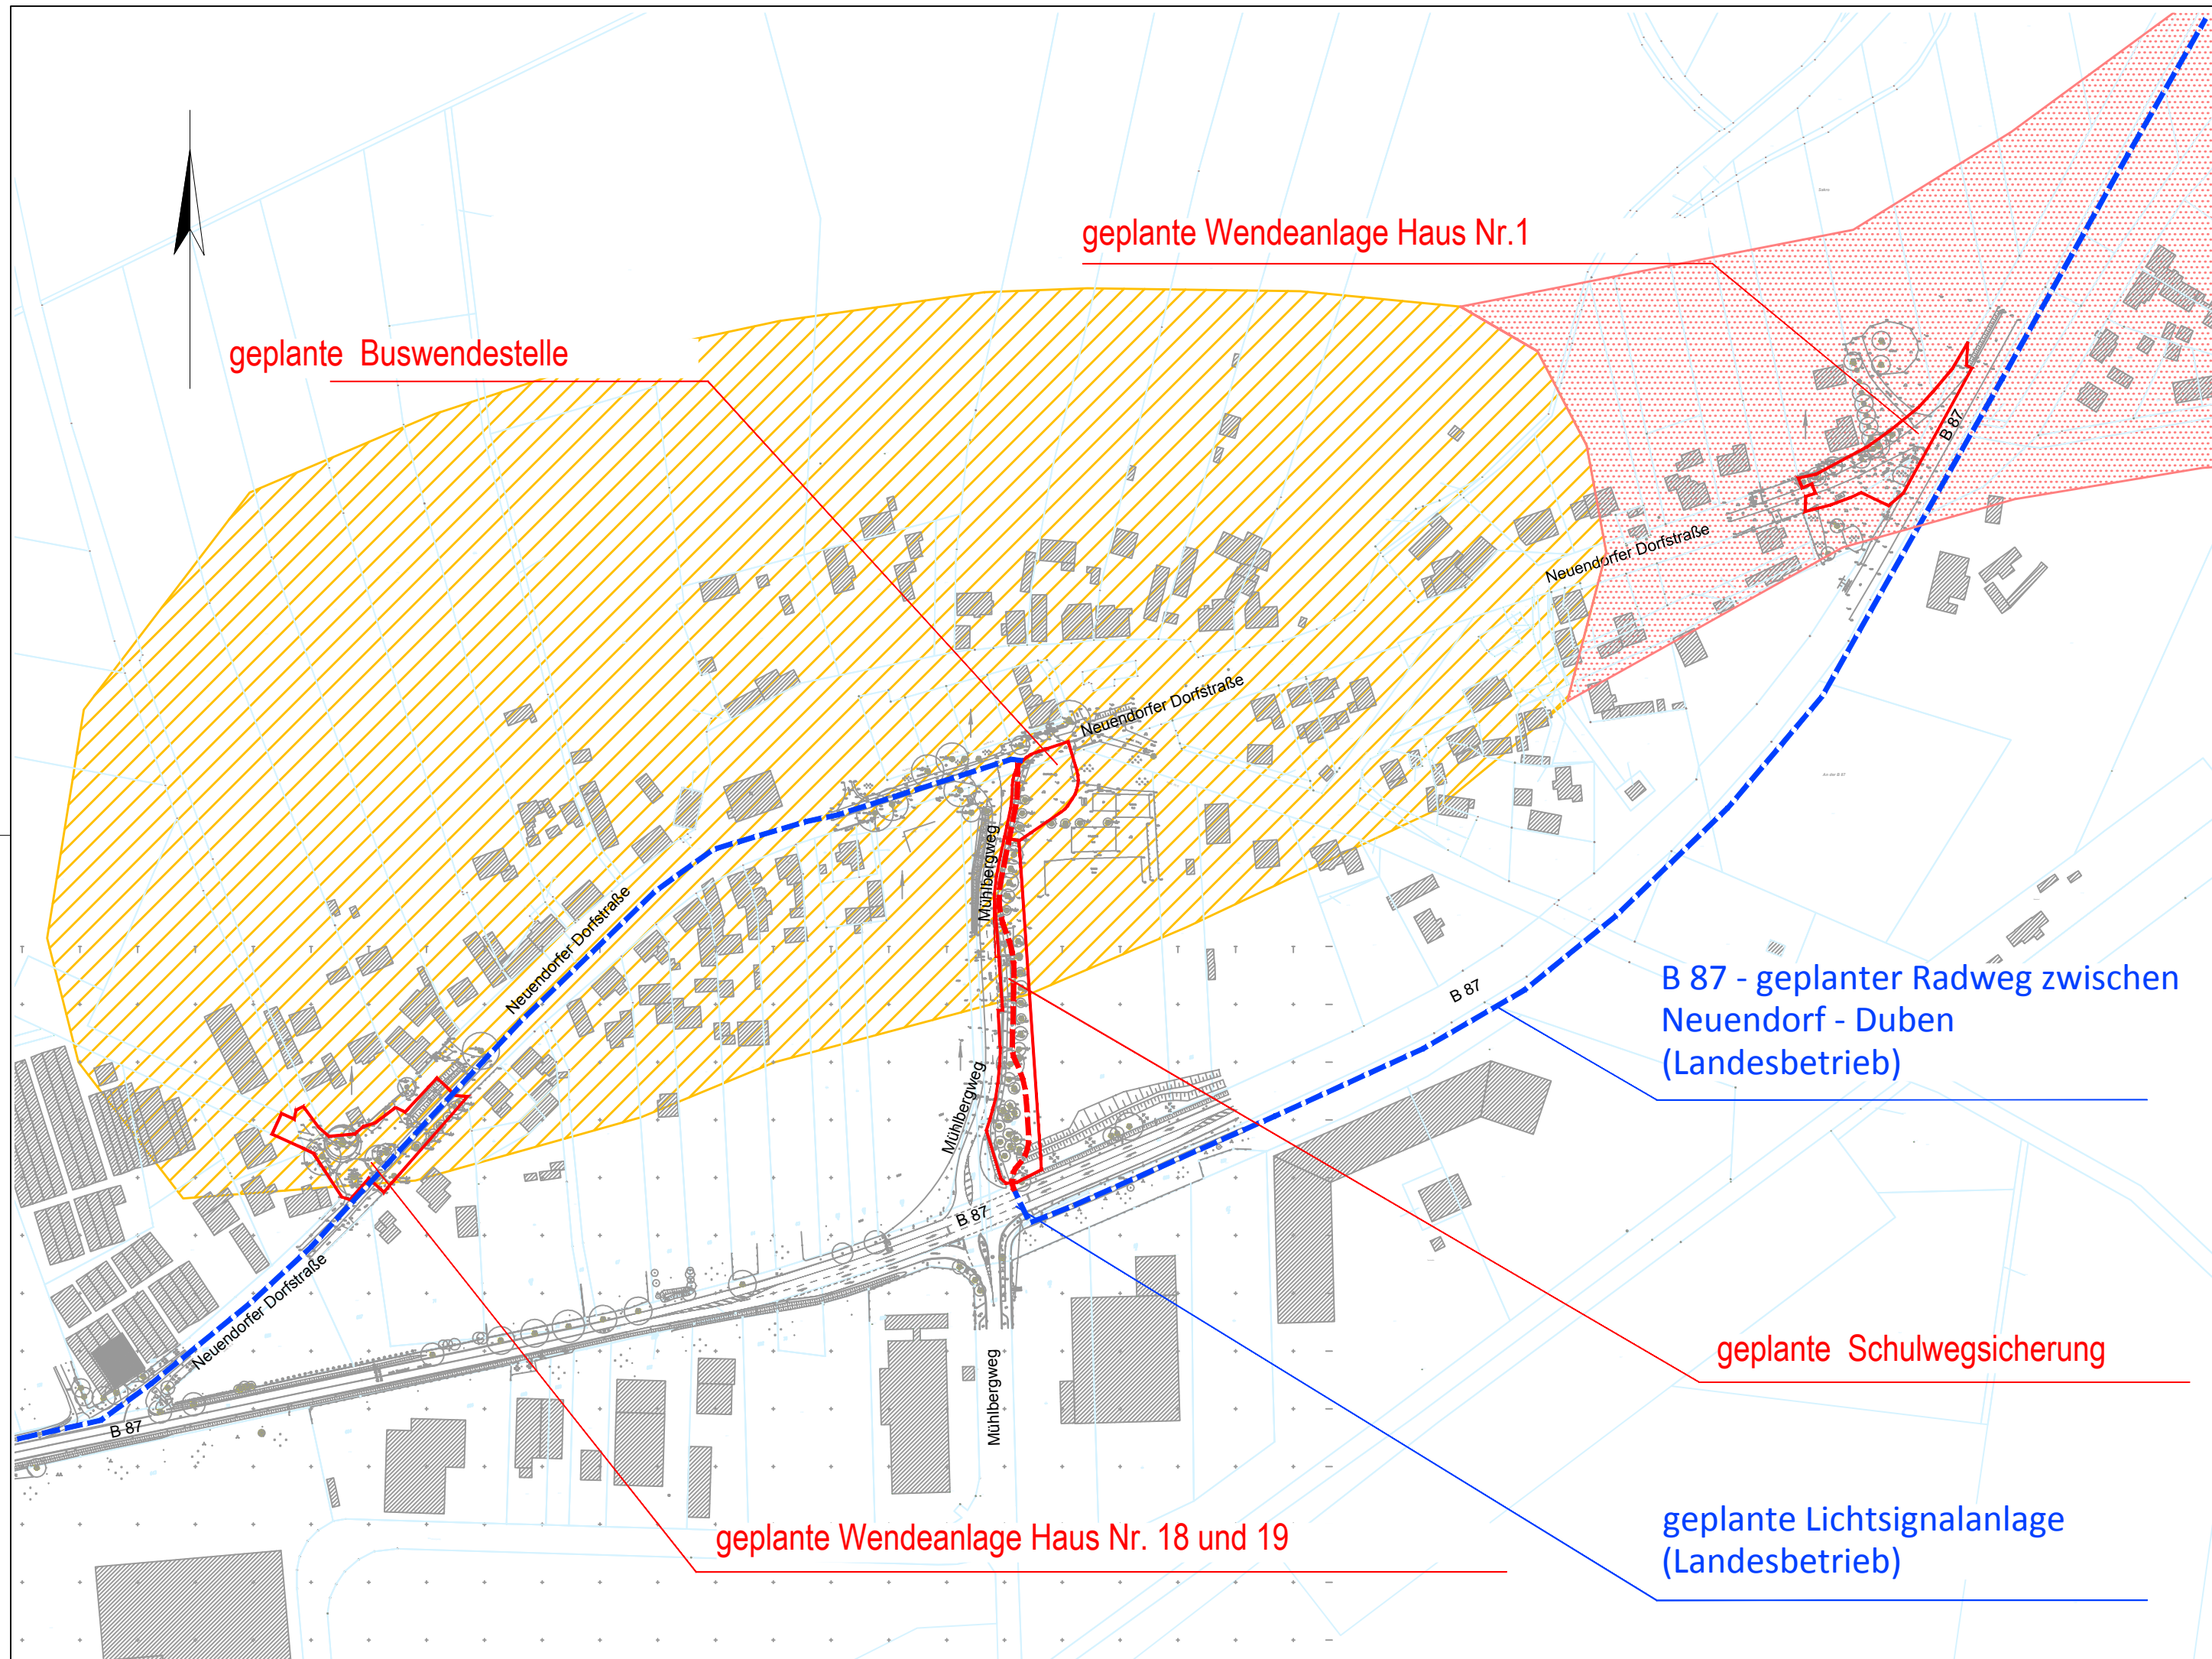 geplante Wendeanlage Haus Nr.1
geplante Buswendestelle
B 87
Neuendorfer Dorfstraße
Neuendorfer Dorfstraße
Mühlbergweg
Neuendorfer Dorfstraße
B 87 - geplanter Radweg zwischen
Neuendorf - Duben
(Landesbetrieb)
B 87
Mühlbergweg
B 87
Neuendorfer Dorfstraße
geplante Schulwegsicherung
Mühlbergweg
B 87
geplante Lichtsignalanlage
(Landesbetrieb)
geplante Wendeanlage Haus Nr. 18 und 19